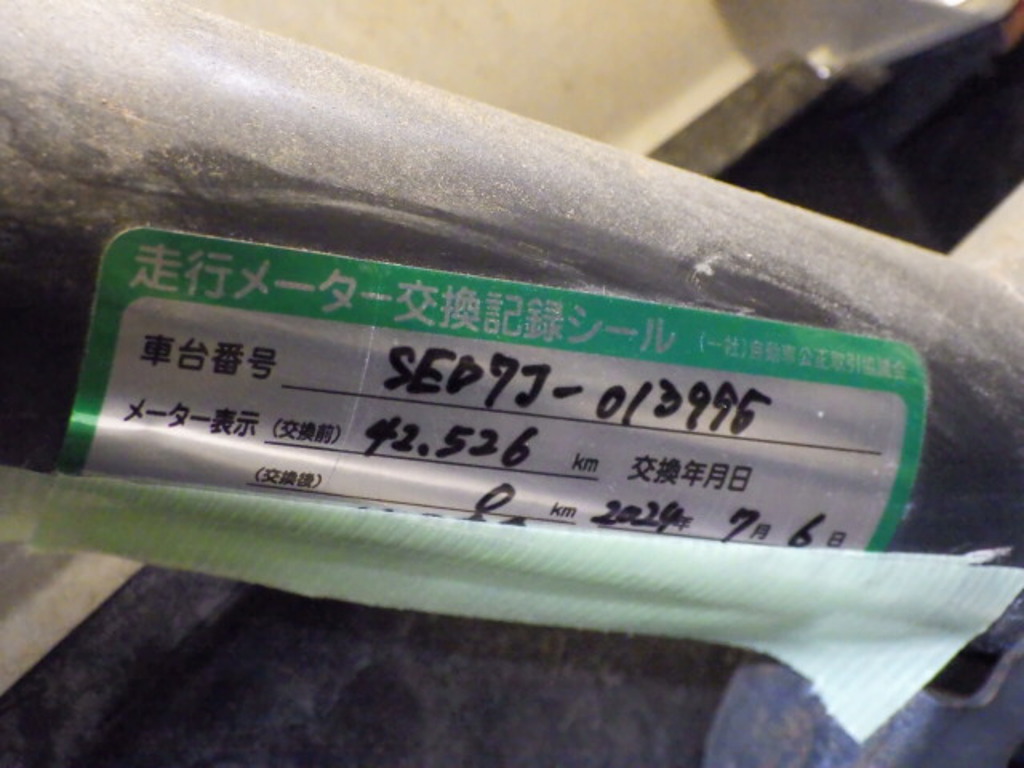 走行メーター交換記録シール (一社)自動車公正取引協議会
車台番号 SED7J-013995
メーター表示 (交換前) 42.526 km 交換年月日
(交換後) 0 km 2024年 7月 6日